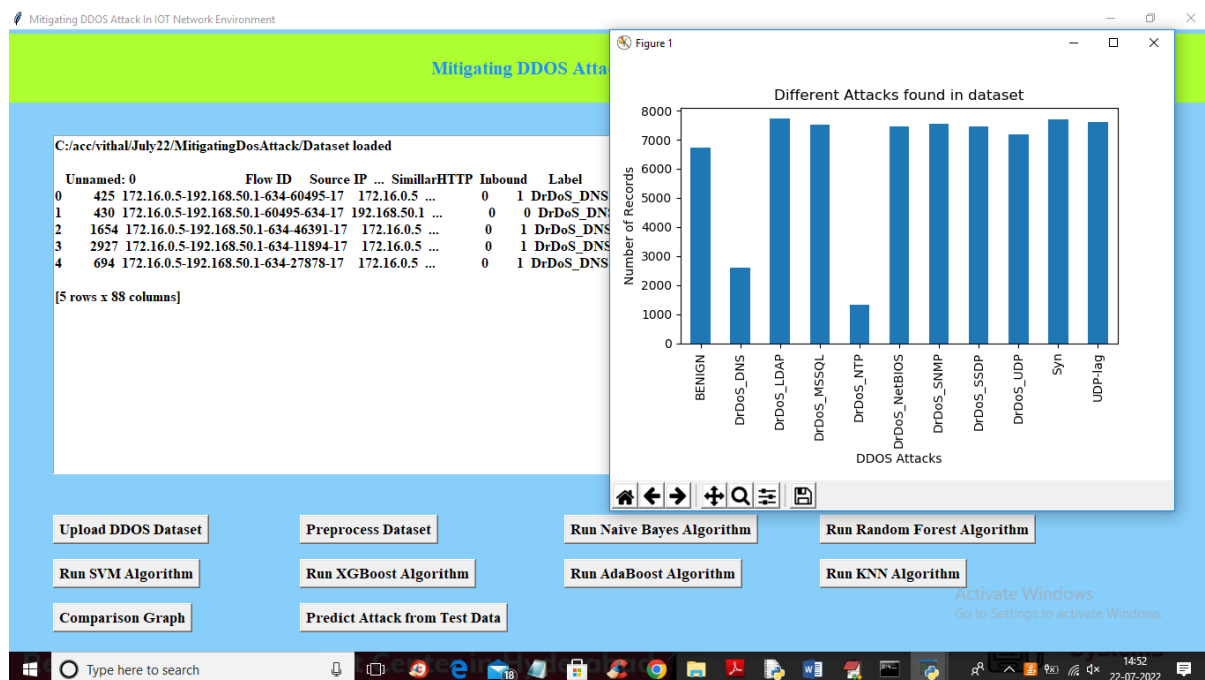 Mitigating DDOS Attack In IOT Network Environment
Mitigating DDOS Atta
C:/acc/vithal/July22/MitigatingDosAttack/Dataset loaded
Unnamed: 0 Flow ID Source IP ... SimillarHTTP Inbound Label
0 425 172.16.0.5-192.168.50.1-634-60495-17 172.16.0.5 ... 0 1 DrDoS_DNS
1 430 172.16.0.5-192.168.50.1-60495-634-17 192.168.50.1 ... 0 0 DrDoS_DN
2 1654 172.16.0.5-192.168.50.1-634-46391-17 172.16.0.5 ... 0 1 DrDoS_DNS
3 2927 172.16.0.5-192.168.50.1-634-11894-17 172.16.0.5 ... 0 1 DrDoS_DNS
4 694 172.16.0.5-192.168.50.1-634-27878-17 172.16.0.5 ... 0 1 DrDoS_DNS
[5 rows x 88 columns]
Figure 1
Different Attacks found in dataset
Number of Records
8000
7000
6000
5000
4000
3000
2000
1000
0
BENIGN
DrDoS_DNS
DrDoS_LDAP
DrDoS_MSSQL
DrDoS_NTP
DrDoS_NetBIOS
DrDoS_SNMP
DrDoS_SSDP
DrDoS_UDP
Syn
UDP-lag
DDOS Attacks
Upload DDOS Dataset Preprocess Dataset Run Naive Bayes Algorithm Run Random Forest Algorithm
Run SVM Algorithm Run XGBoost Algorithm Run AdaBoost Algorithm Run KNN Algorithm
Comparison Graph Predict Attack from Test Data
Activate Windows
Go to Settings to activate Windows.
Type here to search
18
14:52
22-07-2022